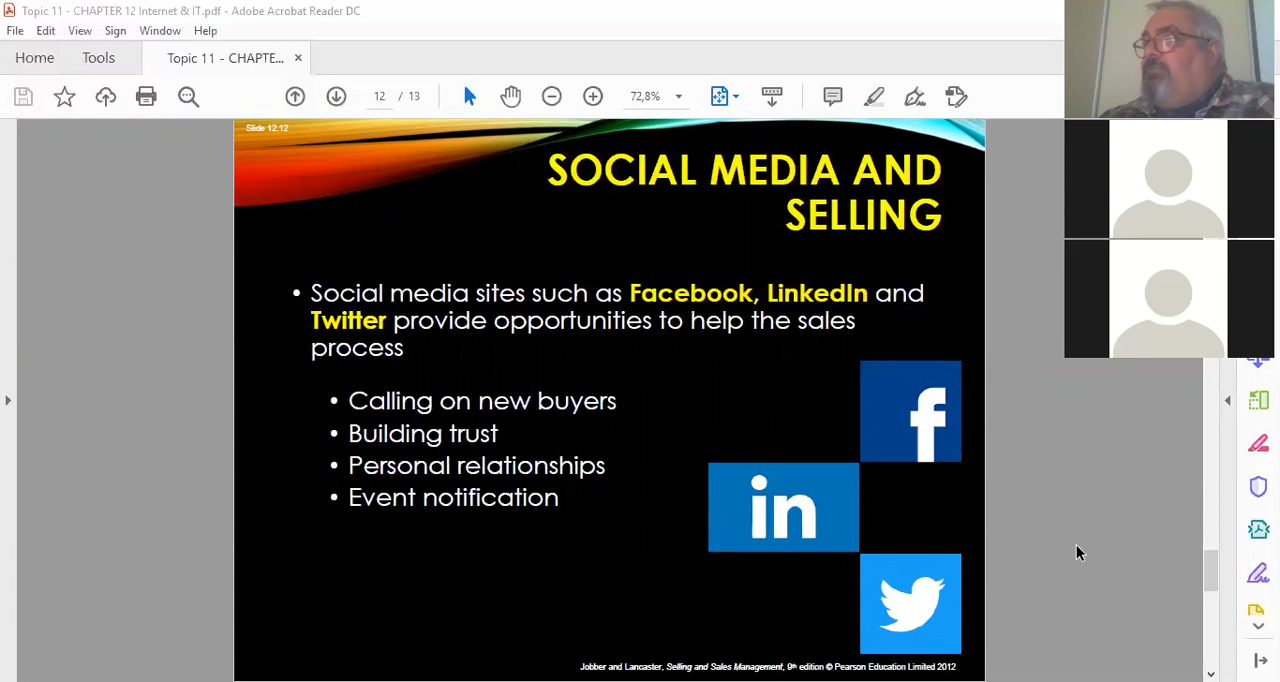 Topic 11 - CHAPTER 12 Internet & IT.pdf - Adobe Acrobat Reader DC
File Edit View Sign Window Help
Home Tools Topic 11 - CHAPTE... ×
12 / 13 72,8%
Slide 12.12
SOCIAL MEDIA AND
SELLING
• Social media sites such as Facebook, LinkedIn and
Twitter provide opportunities to help the sales
process
• Calling on new buyers
• Building trust
• Personal relationships
• Event notification
f
in
Jobber and Lancaster, Selling and Sales Management, 9th edition © Pearson Education Limited 2012